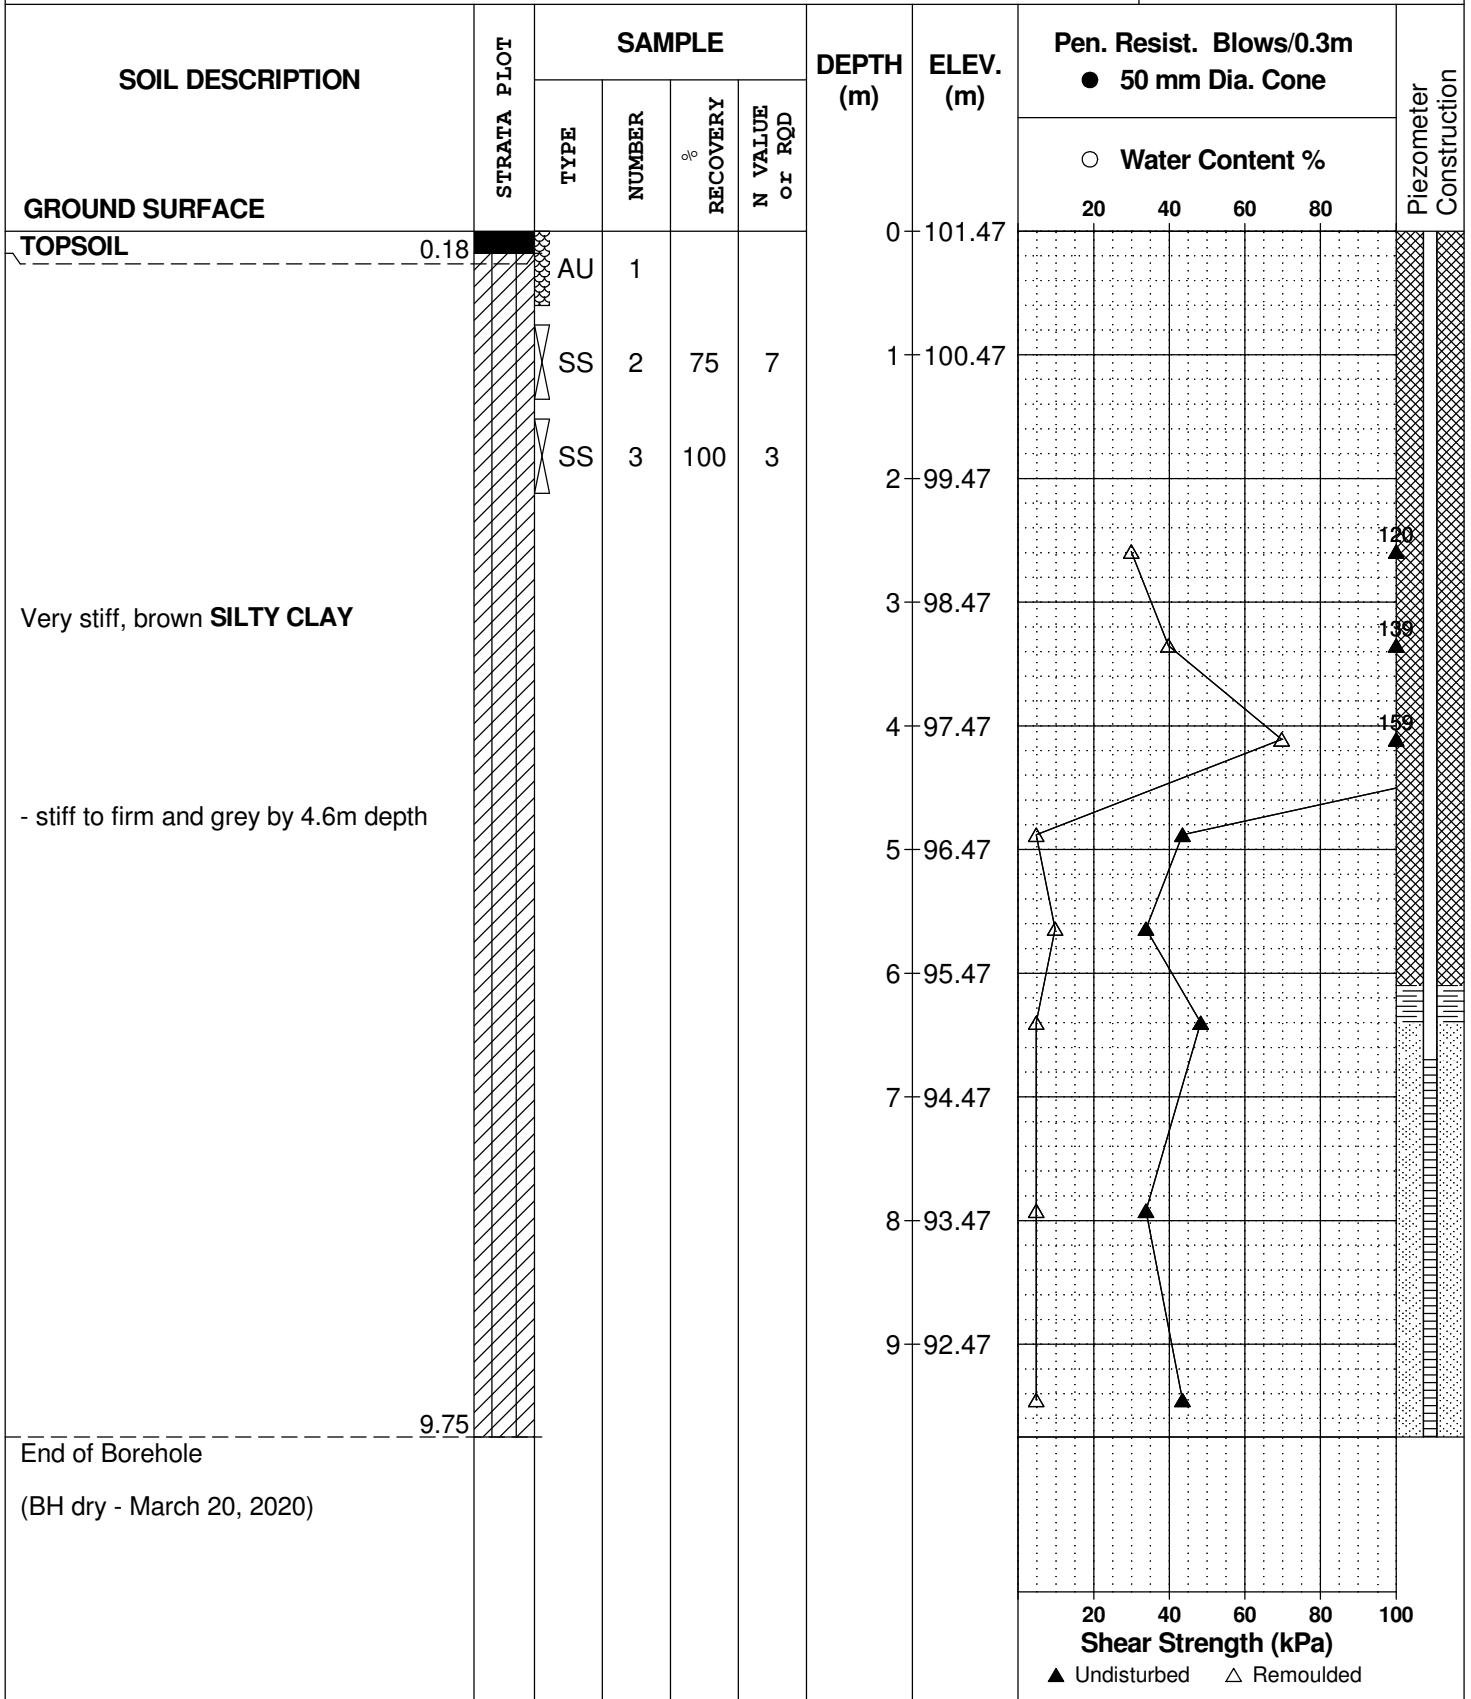 SOIL DESCRIPTION
GROUND SURFACE
STRATA PLOT
SAMPLE
TYPE
NUMBER
% RECOVERY
N VALUE or RQD
DEPTH (m)
ELEV. (m)
Pen. Resist. Blows/0.3m
● 50 mm Dia. Cone
○ Water Content %
20 40 60 80
Piezometer Construction
TOPSOIL 0.18
AU 1
SS 2 75 7
SS 3 100 3
0 101.47
1 100.47
2 99.47
120
3 98.47
Very stiff, brown SILTY CLAY
139
4 97.47
159
- stiff to firm and grey by 4.6m depth
5 96.47
6 95.47
7 94.47
8 93.47
9 92.47
9.75
End of Borehole
(BH dry - March 20, 2020)
20 40 60 80 100
Shear Strength (kPa)
▲ Undisturbed △ Remoulded